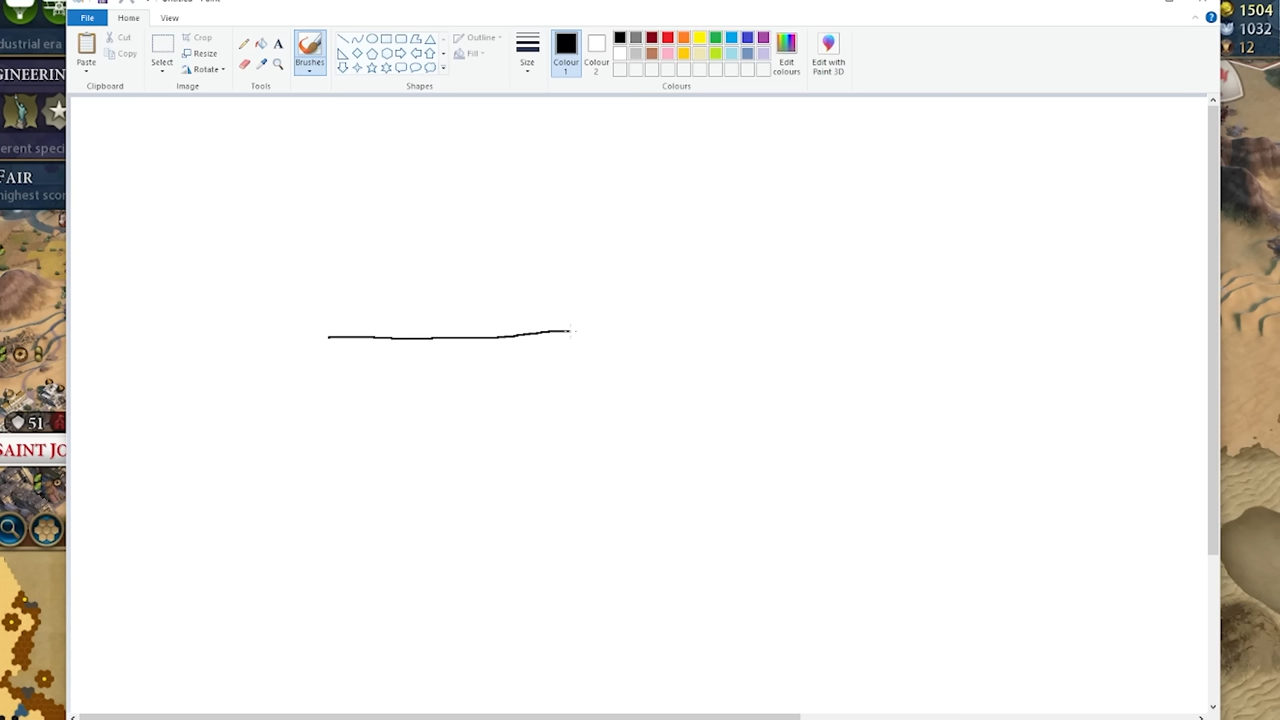 1504
1032
12
File
Home
View
Paste
Cut
Copy
Clipboard
Select
Crop
Resize
Rotate
Image
A
Tools
Brushes
Shapes
Outline
Fill
Size
Colour 1
Colour 2
Edit colours
Colours
Edit with Paint 3D
dustrial era
GINEERIN
erent speci
FAIR
highest scor
51
SAINT JO